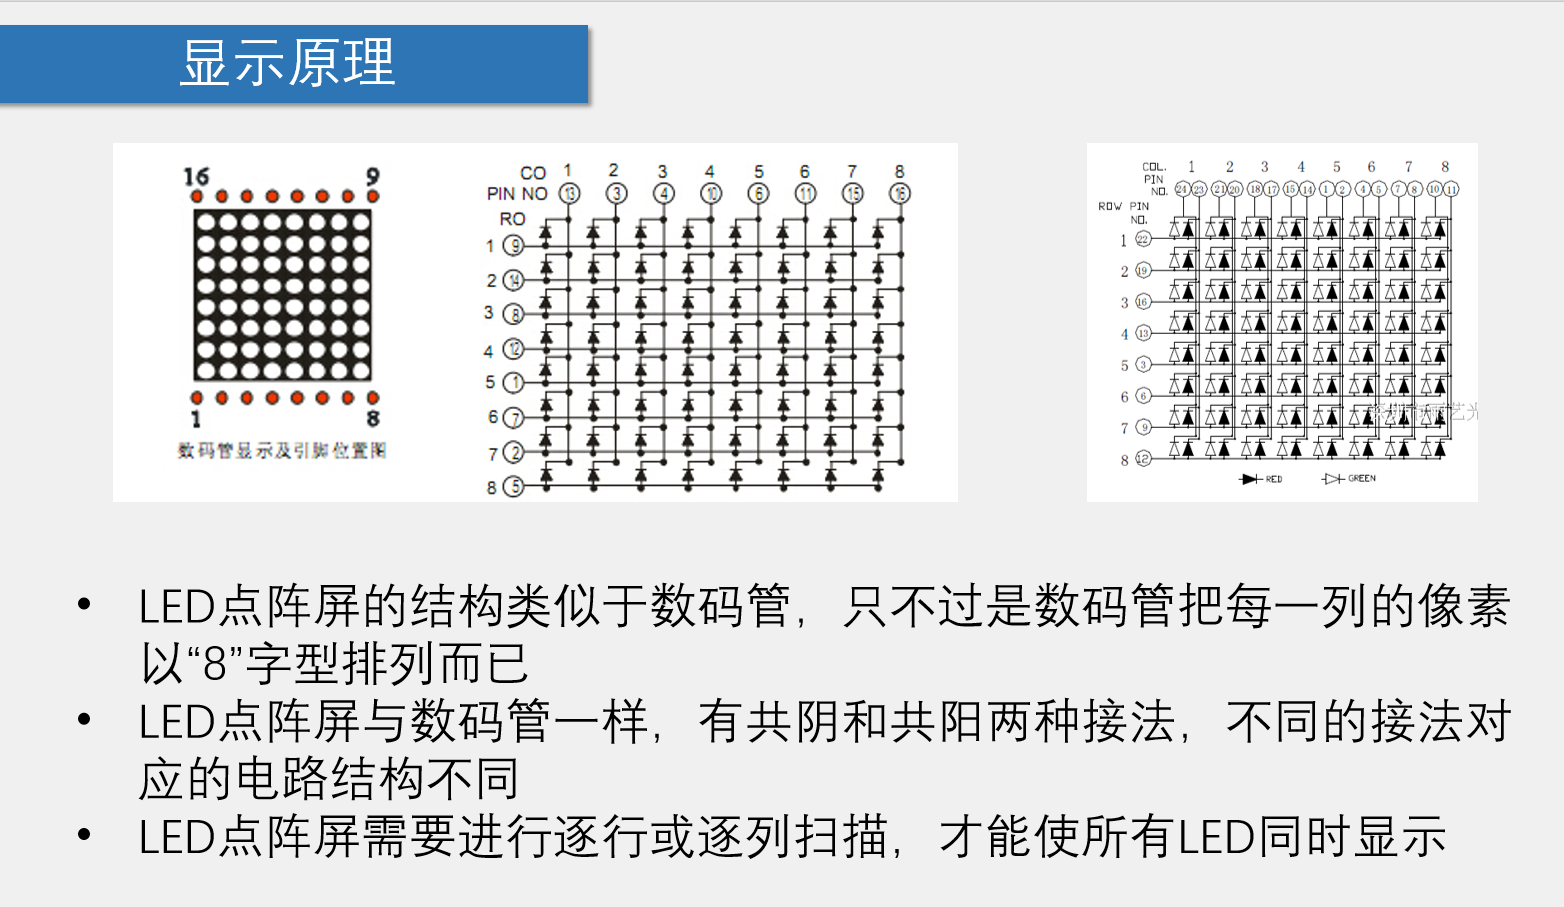 显示原理
16 9
1 8
数码管显示及引脚位置图
CO 1 2 3 4 5 6 7 8
PIN NO 13 3 4 10 6 11 15 16
RO
1 9
2 14
3 8
4 12
5 1
6 7
7 2
8 5
COL. 1 2 3 4 5 6 7 8
PIN
NO. 24 23 21 20 18 17 15 14 1 2 4 5 7 8 10 11
ROW PIN
NO.
1 22
2 19
3 16
4 13
5 3
6 6
7 9
8 12
RED GREEN
• LED点阵屏的结构类似于数码管，只不过是数码管把每一列的像素
以“8”字型排列而已
• LED点阵屏与数码管一样，有共阴和共阳两种接法，不同的接法对
应的电路结构不同
• LED点阵屏需要进行逐行或逐列扫描，才能使所有LED同时显示